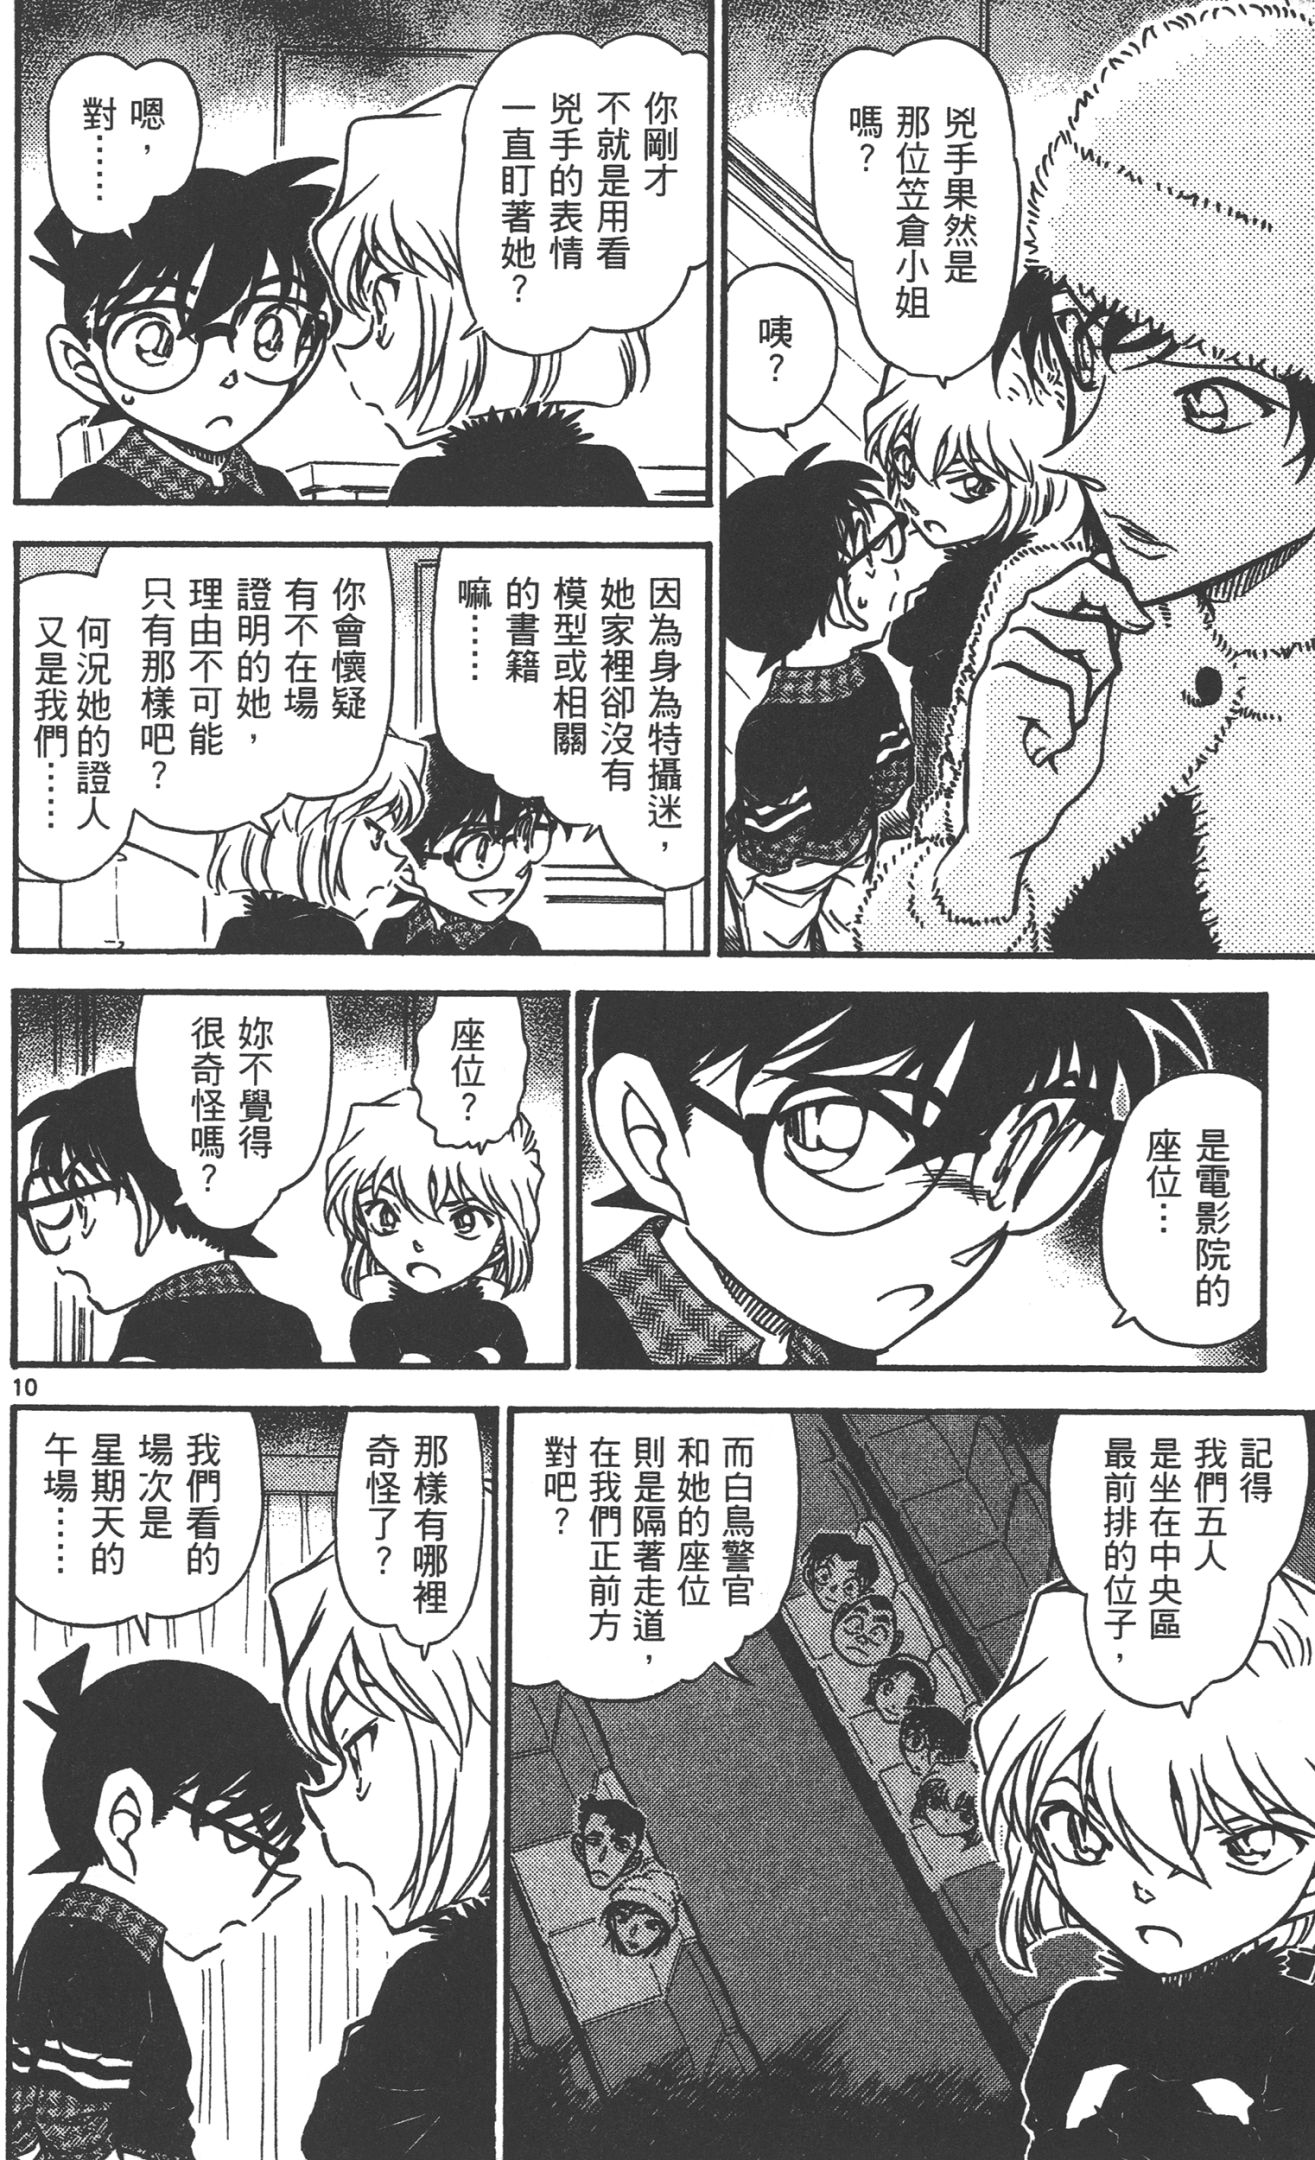 兇手果然是
那位笠倉小姐
嗎？
咦？
你剛才
不就是用看
兇手的表情
一直盯著她？
嗯，
對……
因為身為特攝迷，
她家裡卻沒有
模型或相關
的書籍
嘛……
你會懷疑
有不在場
證明的她，
理由不可能
只有那樣吧？
何況她的證人
又是我們……
是電影院的
座位…
座位？
妳不覺得
很奇怪嗎？
10
記得
我們五人
是坐在中央區
最前排的位子，
而白鳥警官
和她的座位
則是隔著走道，
在我們正前方
對吧？
那樣有哪裡
奇怪了？
我們看的
場次是
星期天的
午場……